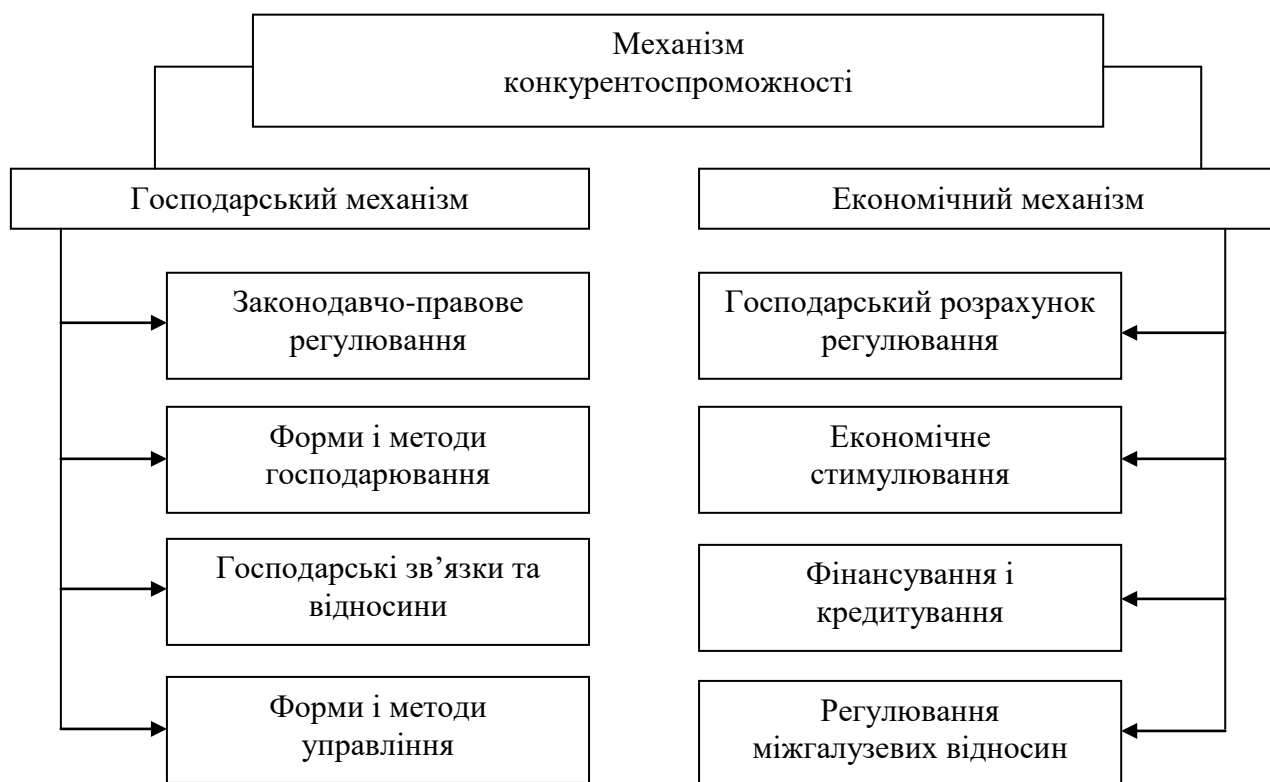 Механізм
конкурентоспроможності
Господарський механізм
Економічний механізм
Законодавчо-правове
регулювання
Господарський розрахунок
регулювання
Форми і методи
господарювання
Економічне
стимулювання
Господарські зв’язки та
відносини
Фінансування і
кредитування
Форми і методи
управління
Регулювання
міжгалузевих відносин